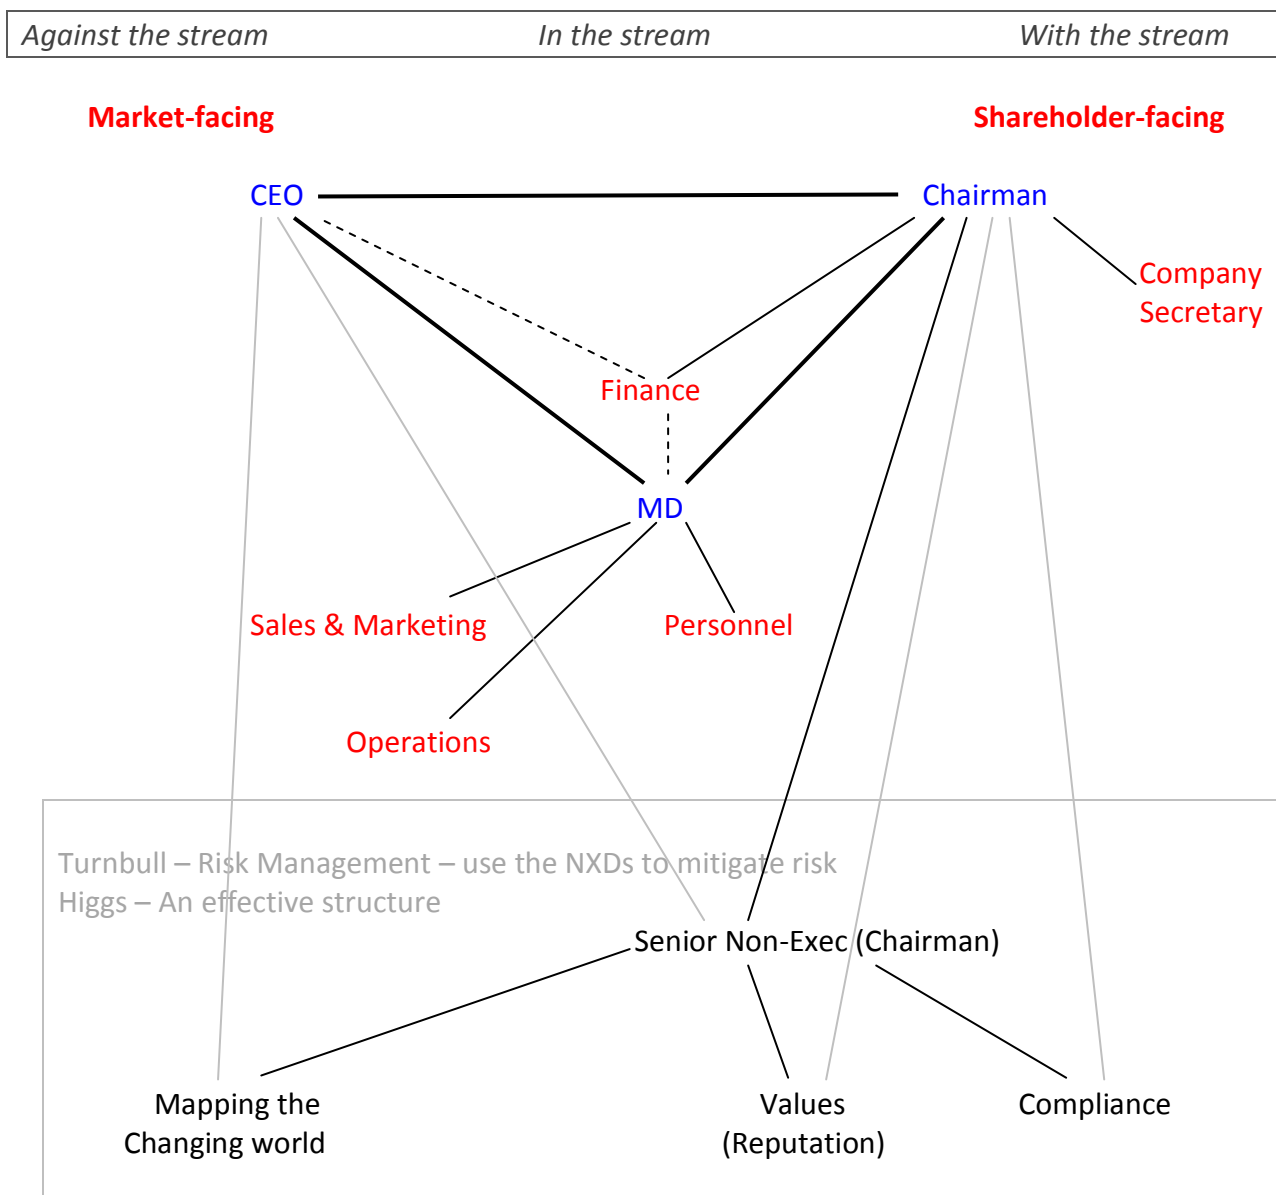 Against the stream In the stream With the stream
Market-facing Shareholder-facing
CEO Chairman
Company
Secretary
Finance
MD
Sales & Marketing Personnel
Operations
Turnbull – Risk Management – use the NXDs to mitigate risk
Higgs – An effective structure
Senior Non-Exec (Chairman)
Mapping the Values Compliance
Changing world (Reputation)